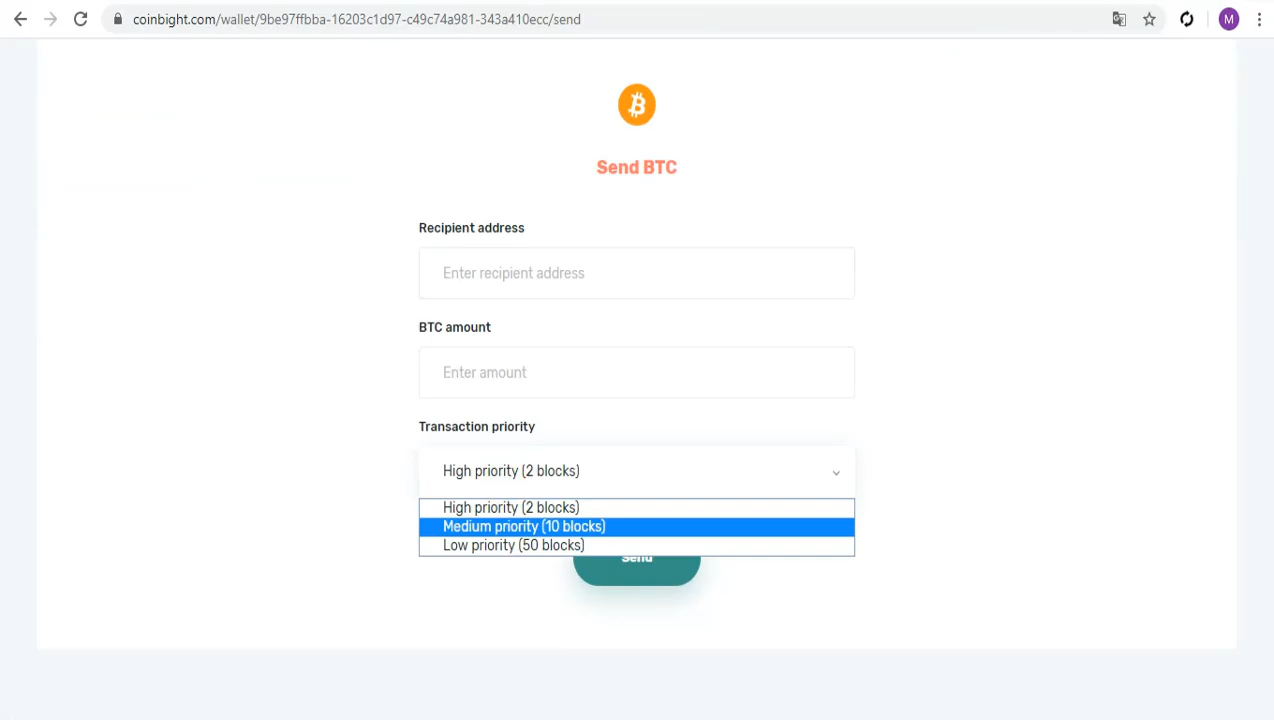 coinbight.com/wallet/9be97ffbba-16203c1d97-c49c74a981-343a410ecc/send
M
Send BTC
Recipient address
Enter recipient address
BTC amount
Enter amount
Transaction priority
High priority (2 blocks)
High priority (2 blocks)
Medium priority (10 blocks)
Low priority (50 blocks)
Send